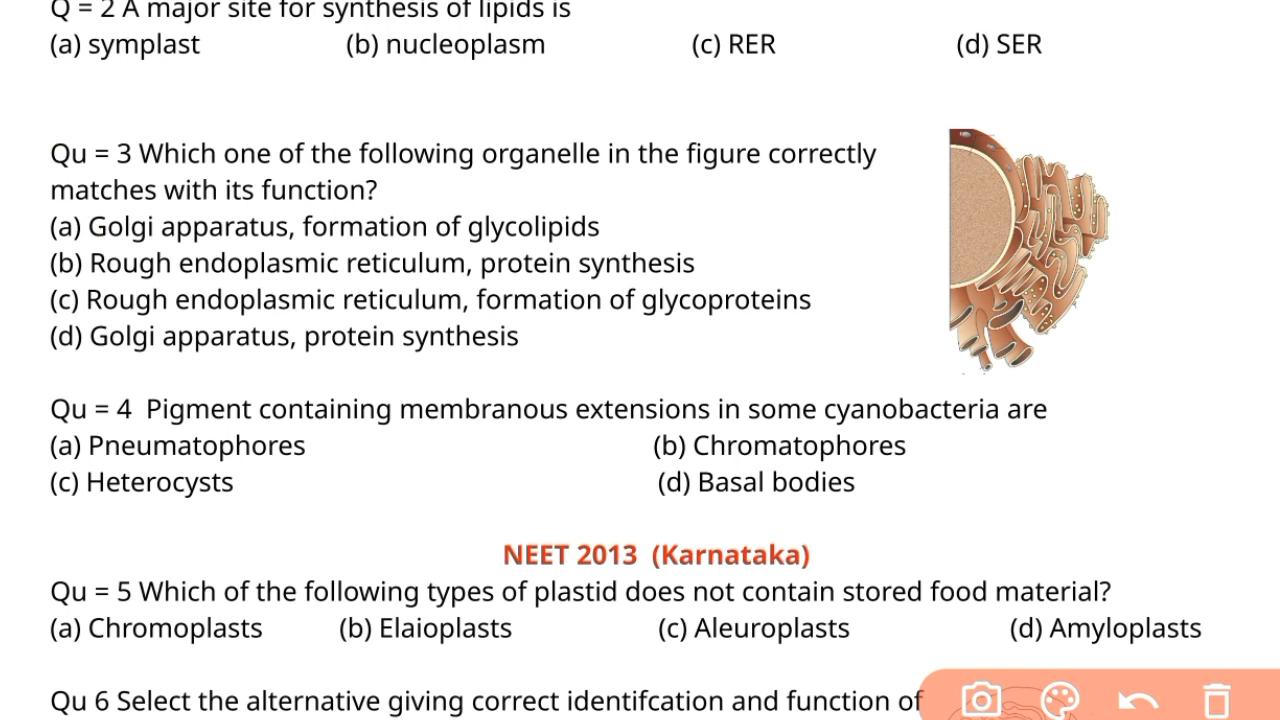 Q = 2 A major site for synthesis of lipids is
(a) symplast (b) nucleoplasm (c) RER (d) SER
Qu = 3 Which one of the following organelle in the figure correctly
matches with its function?
(a) Golgi apparatus, formation of glycolipids
(b) Rough endoplasmic reticulum, protein synthesis
(c) Rough endoplasmic reticulum, formation of glycoproteins
(d) Golgi apparatus, protein synthesis
Qu = 4 Pigment containing membranous extensions in some cyanobacteria are
(a) Pneumatophores (b) Chromatophores
(c) Heterocysts (d) Basal bodies
NEET 2013 (Karnataka)
Qu = 5 Which of the following types of plastid does not contain stored food material?
(a) Chromoplasts (b) Elaioplasts (c) Aleuroplasts (d) Amyloplasts
Qu 6 Select the alternative giving correct identifcation and function of